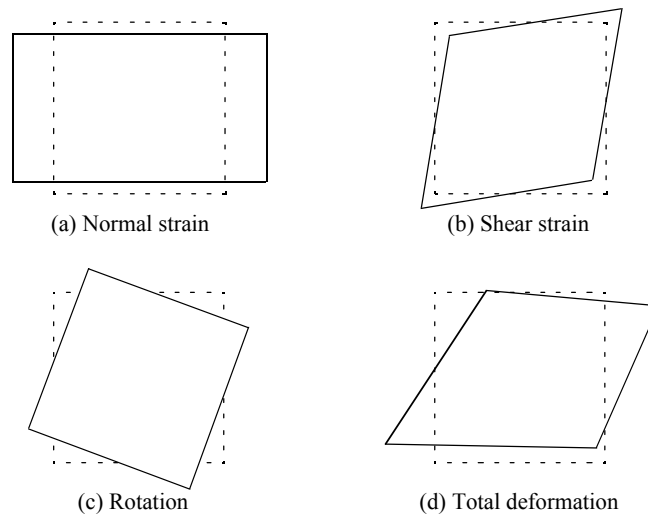 (a) Normal strain
(b) Shear strain
(c) Rotation
(d) Total deformation